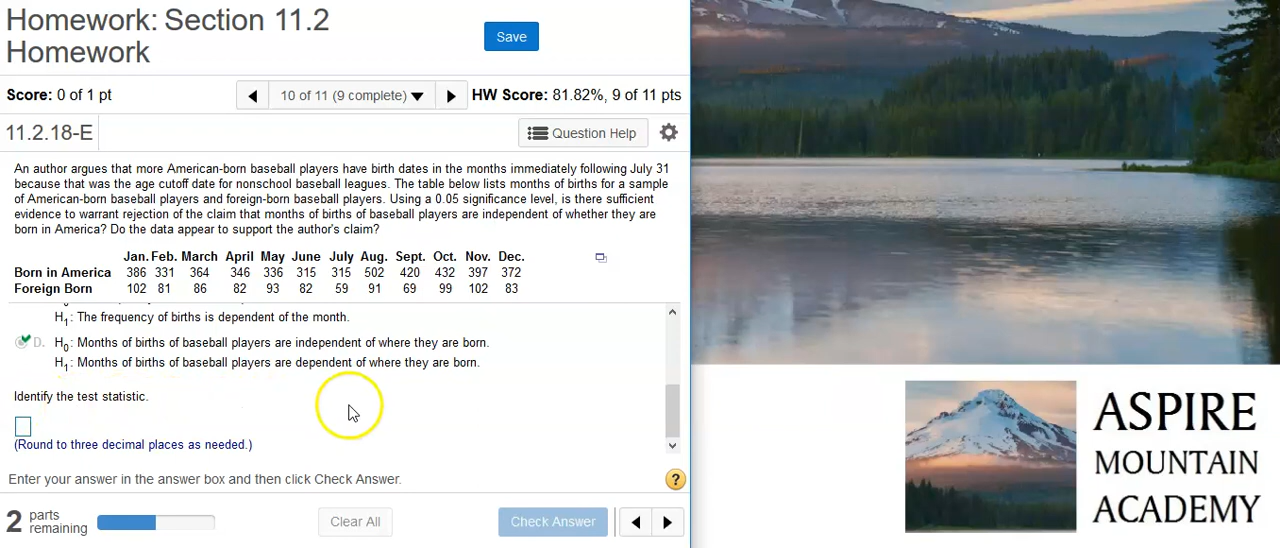 Homework: Section 11.2
Homework
Save
Score: 0 of 1 pt
10 of 11 (9 complete)
HW Score: 81.82%, 9 of 11 pts
11.2.18-E
Question Help
An author argues that more American-born baseball players have birth dates in the months immediately following July 31
because that was the age cutoff date for nonschool baseball leagues. The table below lists months of births for a sample
of American-born baseball players and foreign-born baseball players. Using a 0.05 significance level, is there sufficient
evidence to warrant rejection of the claim that months of births of baseball players are independent of whether they are
born in America? Do the data appear to support the author's claim?
Jan. Feb. March April May June July Aug. Sept. Oct. Nov. Dec.
Born in America 386 331 364 346 336 315 315 502 420 432 397 372
Foreign Born 102 81 86 82 93 82 59 91 69 99 102 83
H1: The frequency of births is dependent of the month.
D. H0: Months of births of baseball players are independent of where they are born.
H1: Months of births of baseball players are dependent of where they are born.
Identify the test statistic.
(Round to three decimal places as needed.)
Enter your answer in the answer box and then click Check Answer.
?
2 parts remaining
Clear All
Check Answer
ASPIRE
MOUNTAIN
ACADEMY